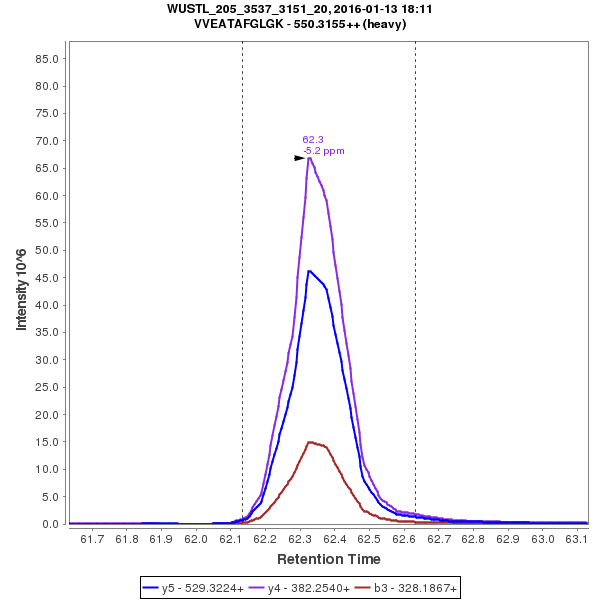 WUSTL_205_3537_3151_20, 2016-01-13 18:11
VVEATAFGLGK - 550.3155++ (heavy)
85.0
80.0
75.0
70.0
65.0
60.0
55.0
50.0
45.0
40.0
35.0
30.0
25.0
20.0
15.0
10.0
5.0
0.0
Intensity 10^6
62.3
-5.2 ppm
61.7 61.8 61.9 62.0 62.1 62.2 62.3 62.4 62.5 62.6 62.7 62.8 62.9 63.0 63.1
Retention Time
y5 - 529.3224+ y4 - 382.2540+ b3 - 328.1867+